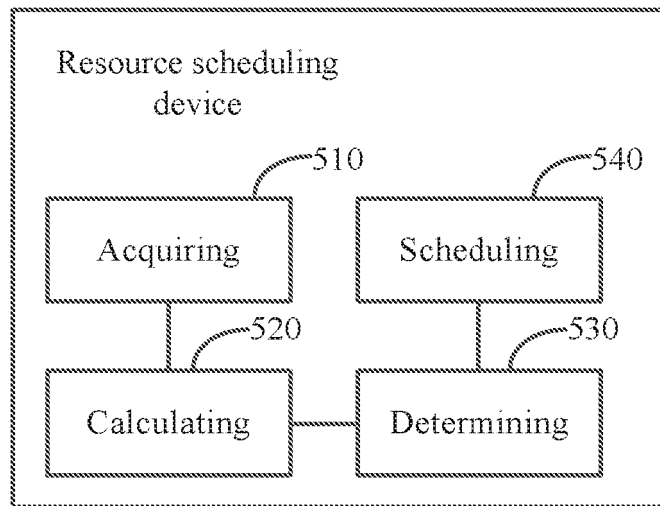 Resource scheduling
device
510
540
Acquiring
Scheduling
520
530
Calculating
Determining